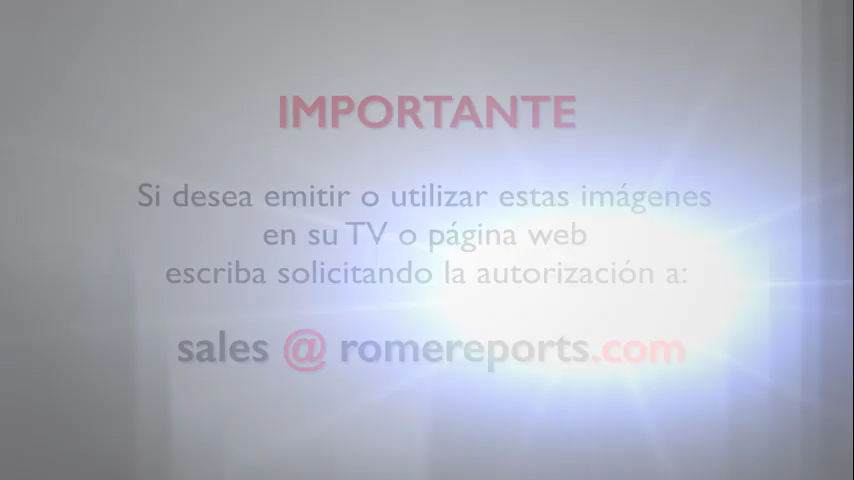 IMPORTANTE
Si desea emitir o utilizar estas imágenes
en su TV o página web
escriba solicitando la autorización a:
sales @ romereports.com